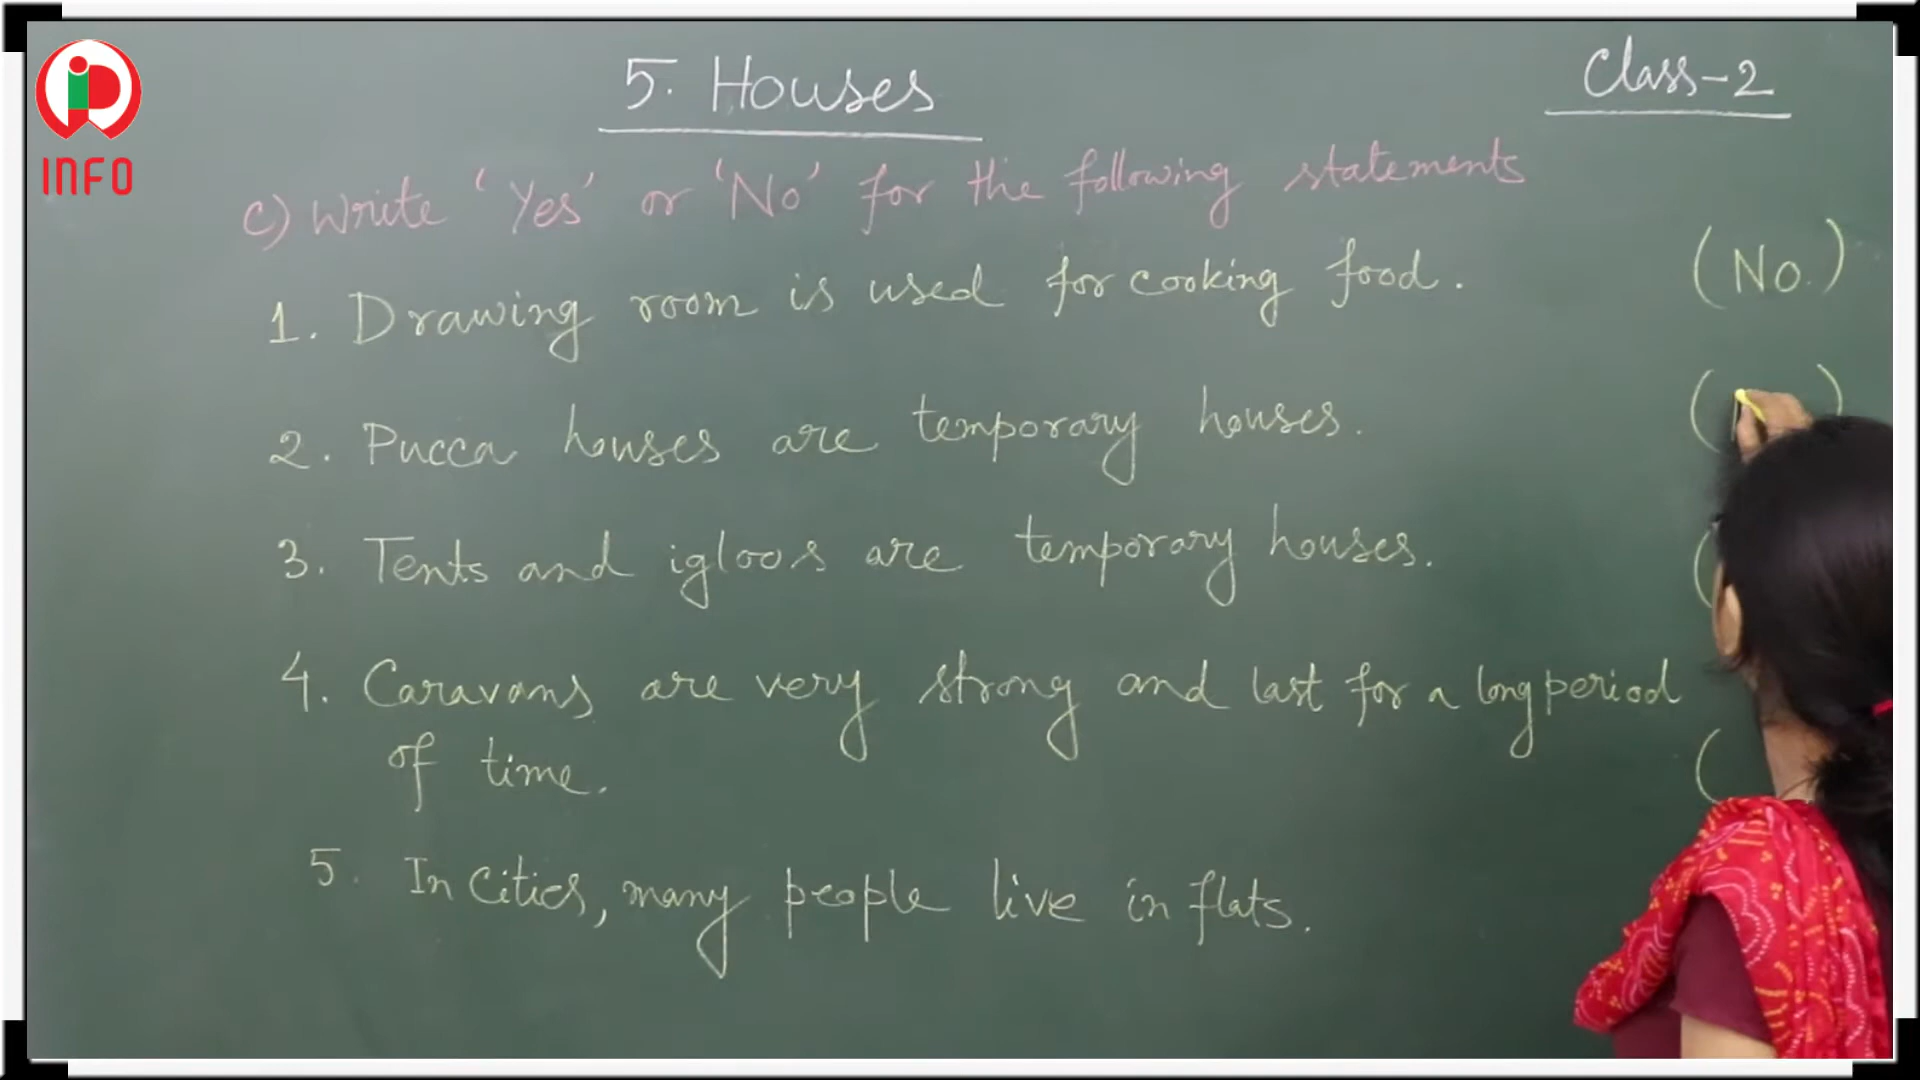 INFO
5. Houses
Class-2
c) Write 'Yes' or 'No' for the following statements
1. Drawing room is used for cooking food. (No.)
2. Pucca houses are temporary houses. ( )
3. Tents and igloos are temporary houses. (
4. Caravans are very strong and last for a long period
of time. (
5. In cities, many people live in flats.